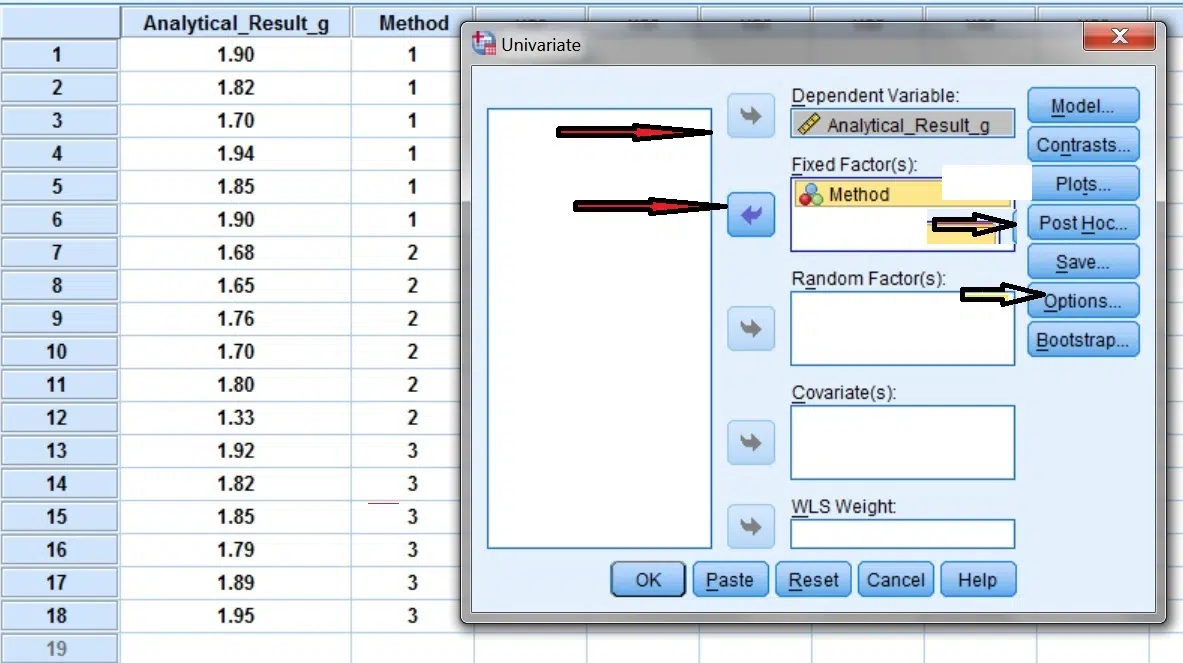 Analytical_Result_g Method
1 1.90 1
2 1.82 1
3 1.70 1
4 1.94 1
5 1.85 1
6 1.90 1
7 1.68 2
8 1.65 2
9 1.76 2
10 1.70 2
11 1.80 2
12 1.33 2
13 1.92 3
14 1.82 3
15 1.85 3
16 1.79 3
17 1.89 3
18 1.95 3
19
Univariate
Dependent Variable:
Analytical_Result_g
Fixed Factor(s):
Method
Random Factor(s):
Covariate(s):
WLS Weight:
Model...
Contrasts...
Plots...
Post Hoc...
Save...
Options...
Bootstrap...
OK Paste Reset Cancel Help